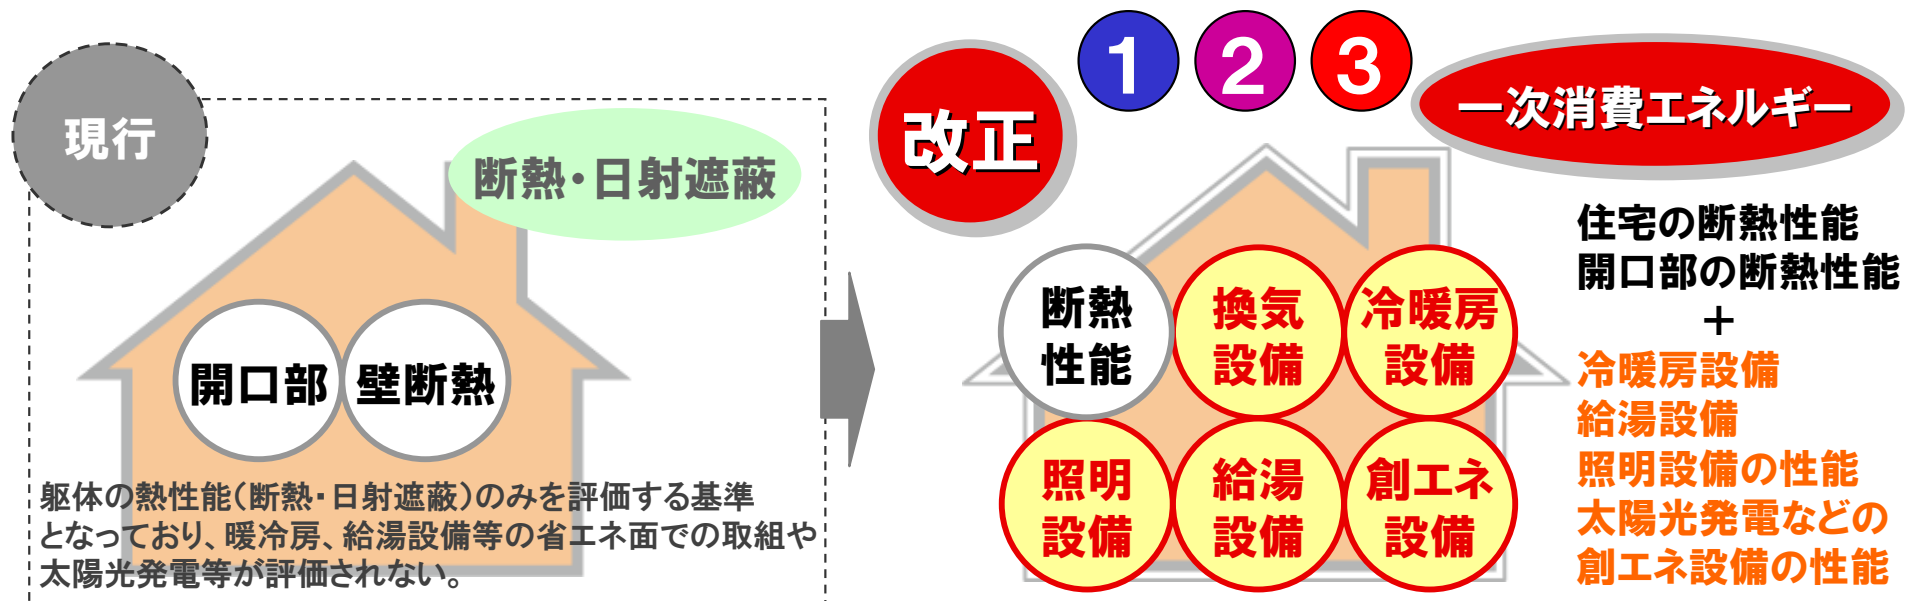 現行
断熱・日射遮蔽
開口部
壁断熱
躯体の熱性能（断熱・日射遮蔽）のみを評価する基準
となっており、暖冷房、給湯設備等の省エネ面での取組や
太陽光発電等が評価されない。
改正
1
2
3
一次消費エネルギー
断熱
性能
換気
設備
冷暖房
設備
照明
設備
給湯
設備
創エネ
設備
住宅の断熱性能
開口部の断熱性能
＋
冷暖房設備
給湯設備
照明設備の性能
太陽光発電などの
創エネ設備の性能